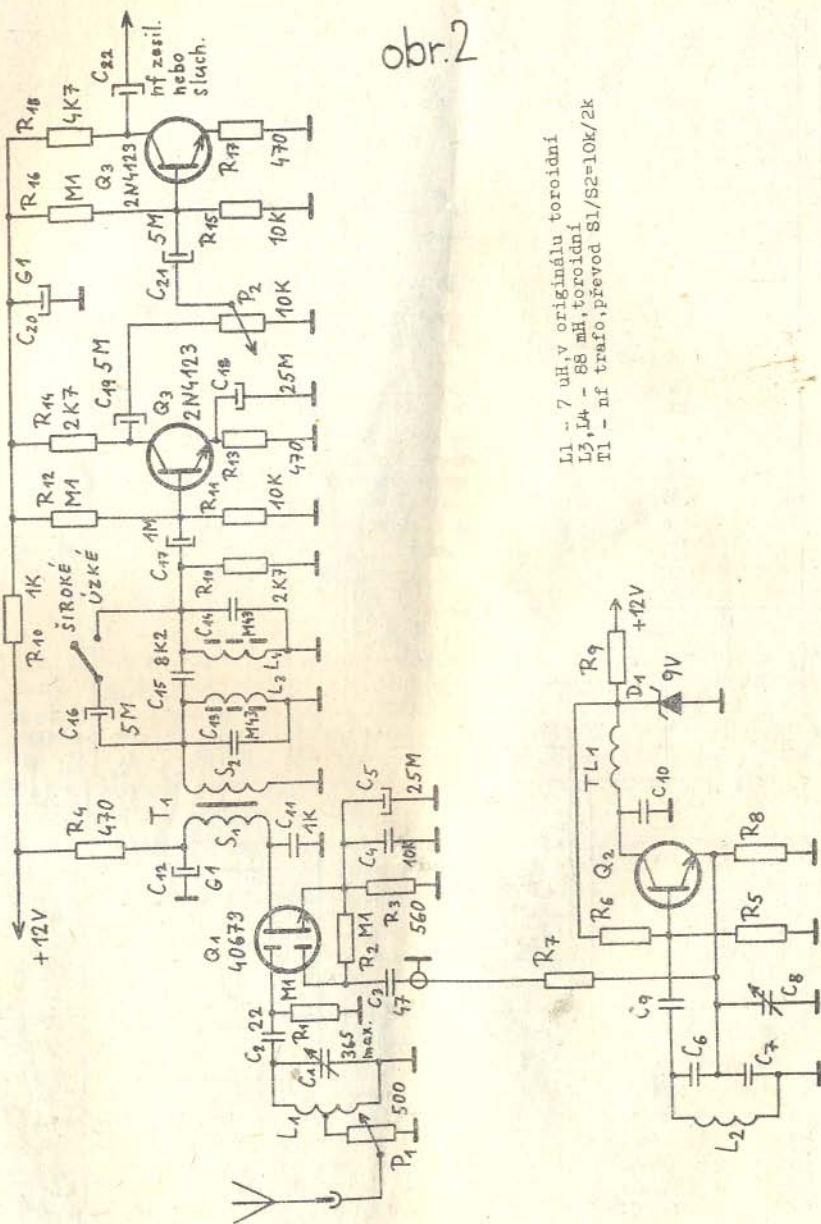 obr.2
+12V
R4
470
R10
1K
ŠIROKÉ
ÚZKÉ
C16
5M
C12
G1
T1
S1
S2
C11
1K
C13
M43
L3
C15
8K2
C14
M43
L4
R10
2K7
C17
1M
R12
M1
R11
10K
R14
2K7
Q3
2N4123
R13
470
C18
25M
C19
5M
C20
G1
P2
10K
C21
5M
R16
M1
R15
10K
R18
4K7
Q3
2N4123
R17
470
C22
nf zesil.
nebo
sluch.
P1
500
L1
C1
365
max.
C2
22
R1
M1
Q1
40679
C3
47
R2
M1
R3
560
C4
10K
C5
25M
R7
L2
C6
C7
C8
C9
R6
R5
Q2
R8
C10
TL1
D1
9V
R9
+12V
L1 - 7 uH,v originálu toroidní
L3,L4 - 88 mH,toroidní
T1 - nf trafo,převod S1/S2=10k/2k